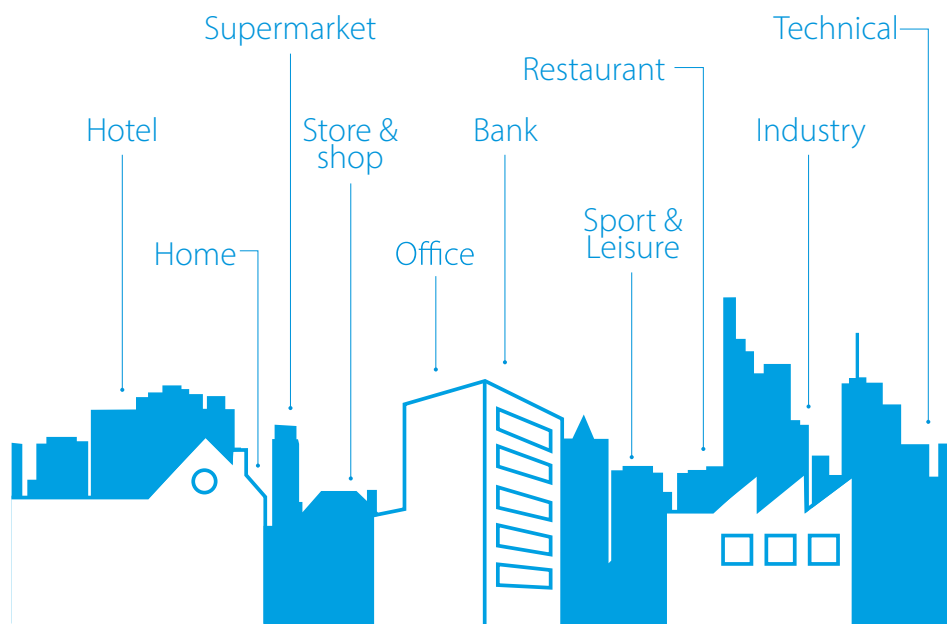 Supermarket
Technical
Restaurant
Hotel
Store &
shop
Bank
Industry
Sport &
Leisure
Home
Office